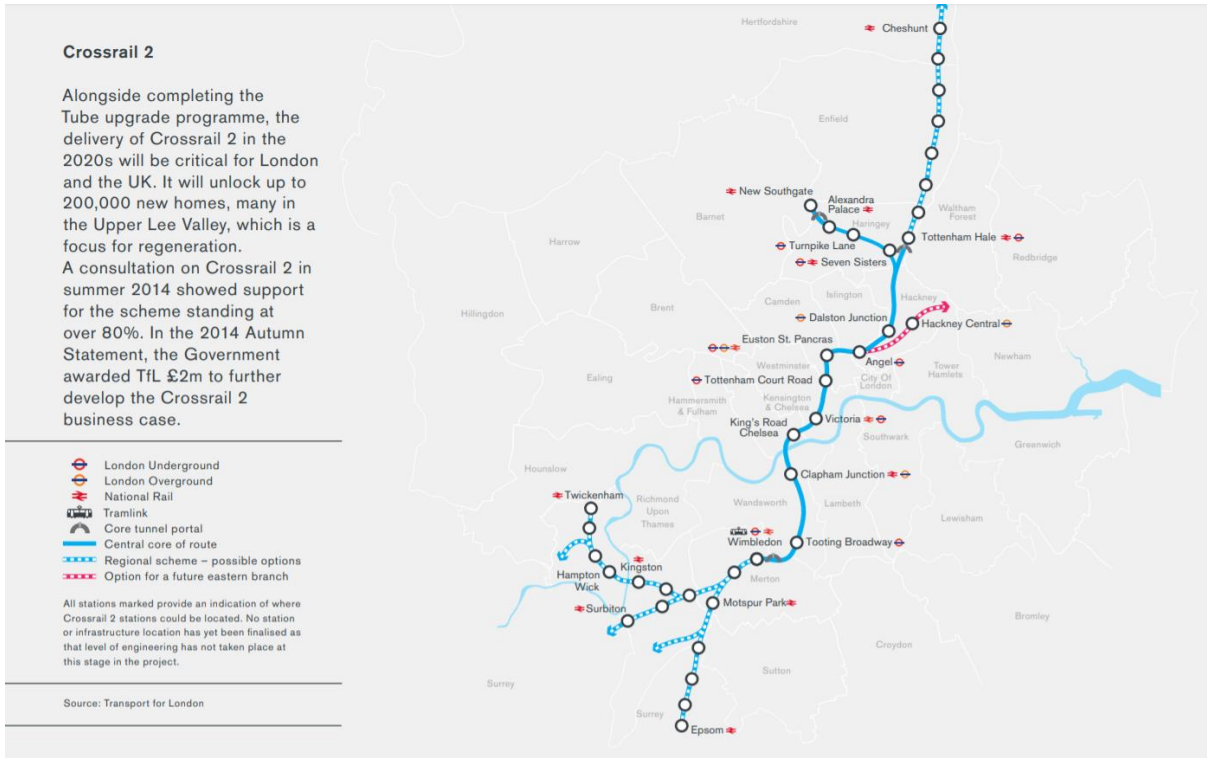 Crossrail 2
Alongside completing the
Tube upgrade programme, the
delivery of Crossrail 2 in the
2020s will be critical for London
and the UK. It will unlock up to
200,000 new homes, many in
the Upper Lee Valley, which is a
focus for regeneration.
A consultation on Crossrail 2 in
summer 2014 showed support
for the scheme standing at
over 80%. In the 2014 Autumn
Statement, the Government
awarded TfL £2m to further
develop the Crossrail 2
business case.
London Underground
London Overground
National Rail
Tramlink
Core tunnel portal
Central core of route
Regional scheme – possible options
Option for a future eastern branch
All stations marked provide an indication of where
Crossrail 2 stations could be located. No station
or infrastructure location has yet been finalised as
that level of engineering has not taken place at
this stage in the project.
Source: Transport for London
Hertfordshire
Cheshunt
Enfield
New Southgate
Alexandra
Palace
Barnet
Haringey
Waltham
Forest
Harrow
Turnpike Lane
Tottenham Hale
Seven Sisters
Redbridge
Hillingdon
Brent
Camden
Islington
Hackney
Dalston Junction
Hackney Central
Euston St. Pancras
Angel
Newham
Westminster
Tower
Hamlets
Ealing
Tottenham Court Road
City Of
London
Hammersmith
& Fulham
Kensington
& Chelsea
King's Road
Chelsea
Victoria
Southwark
Greenwich
Hounslow
Clapham Junction
Twickenham
Richmond
Upon
Thames
Wandsworth
Lambeth
Lewisham
Wimbledon
Tooting Broadway
Kingston
Hampton
Wick
Merton
Surbiton
Motspur Park
Bromley
Croydon
Sutton
Surrey
Surrey
Epsom